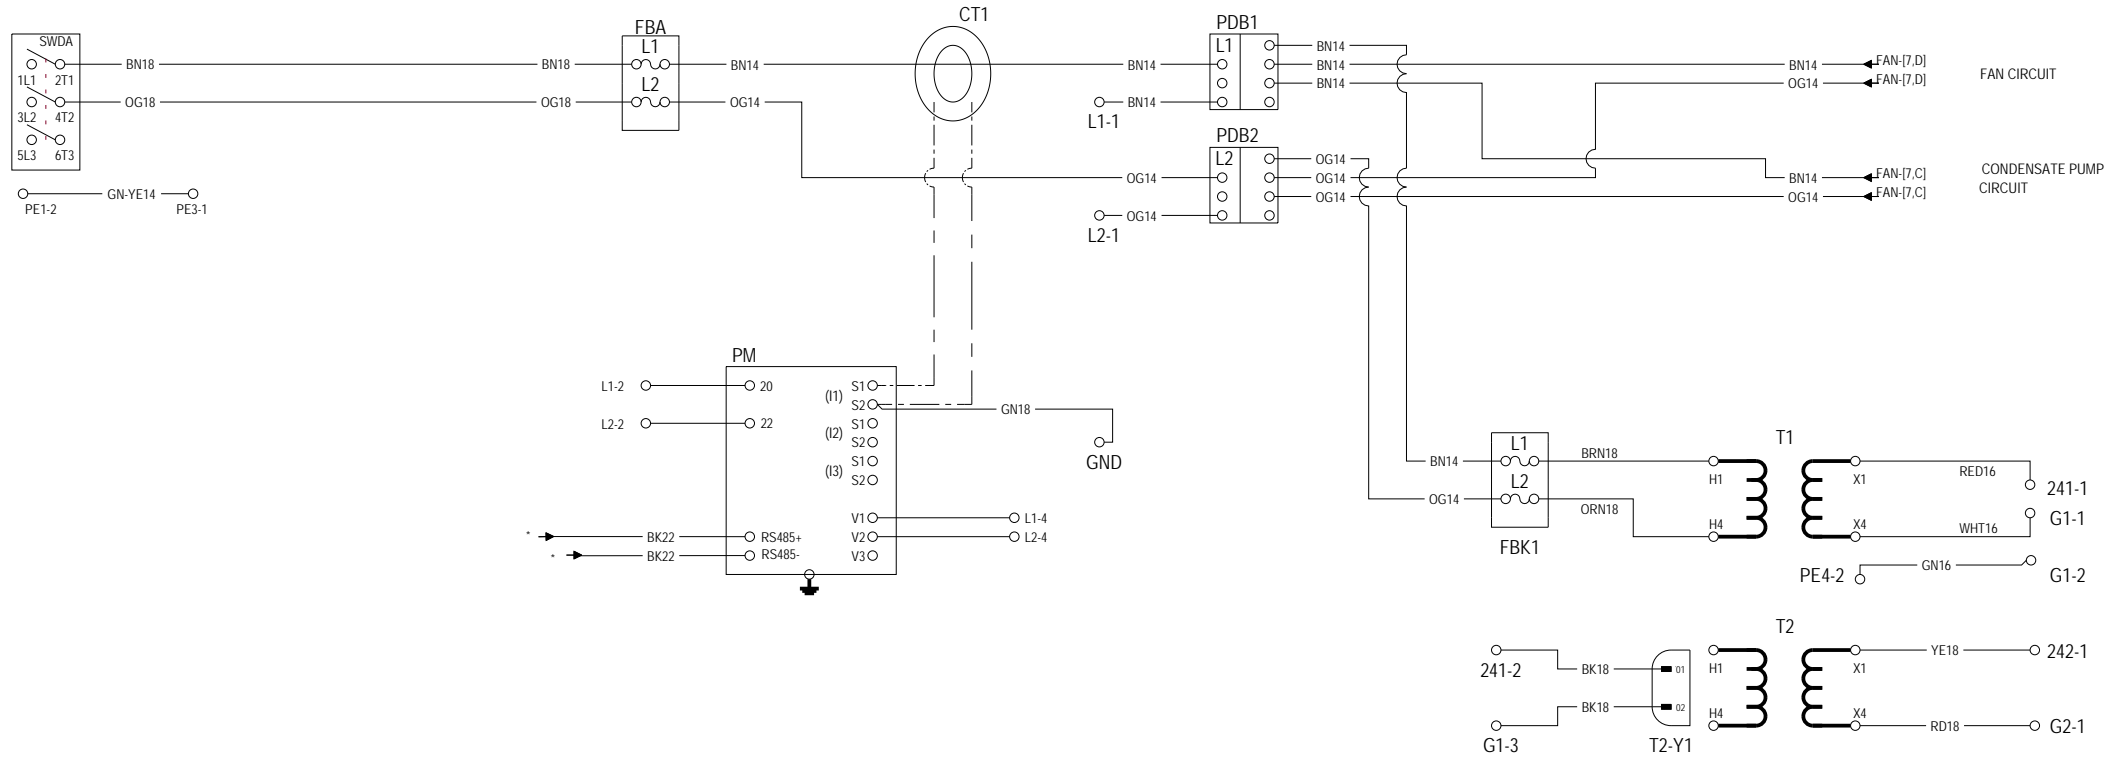 SWDA
1L1 2T1
3L2 4T2
5L3 6T3
BN18
OG18
PE1-2
GN-YE14
PE3-1
BN18
OG18
FBA
L1
L2
BN14
OG14
CT1
BN14
BN14
L1-1
OG14
OG14
L2-1
PDB1
L1
PDB2
L2
BN14
BN14
BN14
OG14
OG14
OG14
BN14
FAN-[7,D]
OG14
FAN-[7,D]
FAN CIRCUIT
BN14
FAN-[7,C]
OG14
FAN-[7,C]
CONDENSATE PUMP
CIRCUIT
PM
L1-2
20
L2-2
22
(I1)
S1
S2
(I2)
S1
S2
(I3)
S1
S2
GN18
GND
V1
L1-4
V2
L2-4
V3
*
BK22
RS485+
*
BK22
RS485-
BN14
OG14
L1
L2
FBK1
BRN18
ORN18
T1
H1
H4
X1
X4
RED16
241-1
G1-1
WHT16
PE4-2
GN16
G1-2
T2
241-2
BK18
01
BK18
02
G1-3
T2-Y1
H1
H4
X1
X4
YE18
242-1
RD18
G2-1